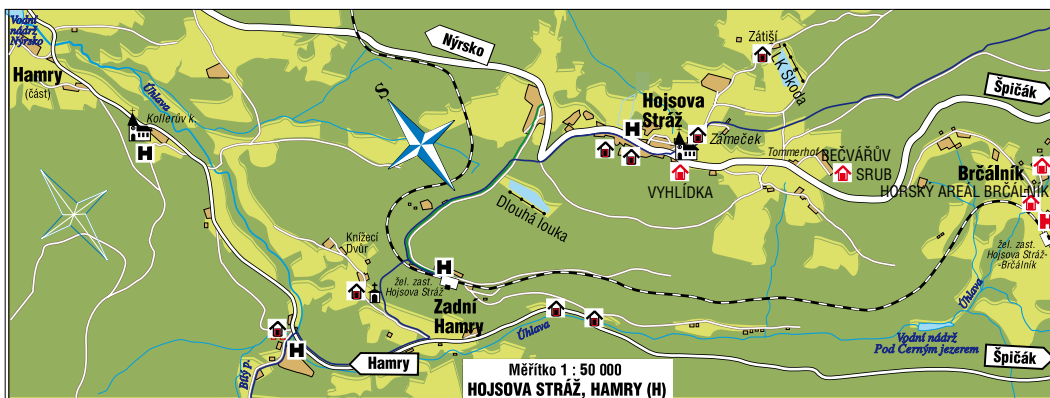 Vodní
nádrž
Nýrsko
Hamry
(část)
Úhlava
Kollerův k.
H
S
Nýrsko
Zátiší
I. K Skoda
Špičák
Hojsova
Stráž
H
Zámeček
Tommerhof
BEČVÁŘŮV
SRUB
VYHLÍDKA
Brčálník
HORSKÝ AREÁL BRČÁLNÍK
H
Dlouhá louka
Knížecí
Dvůr
žel. zast.
Hojsova Stráž
H
žel. zast.
Hojsova Stráž-
-Brčálník
Zadní
Hamry
Úhlava
Úhlava
Vodní nádrž
Pod Černým jezerem
Špičák
H
Hamry
Bílý p.
Měřítko 1 : 50 000
HOJSOVA STRÁŽ, HAMRY (H)